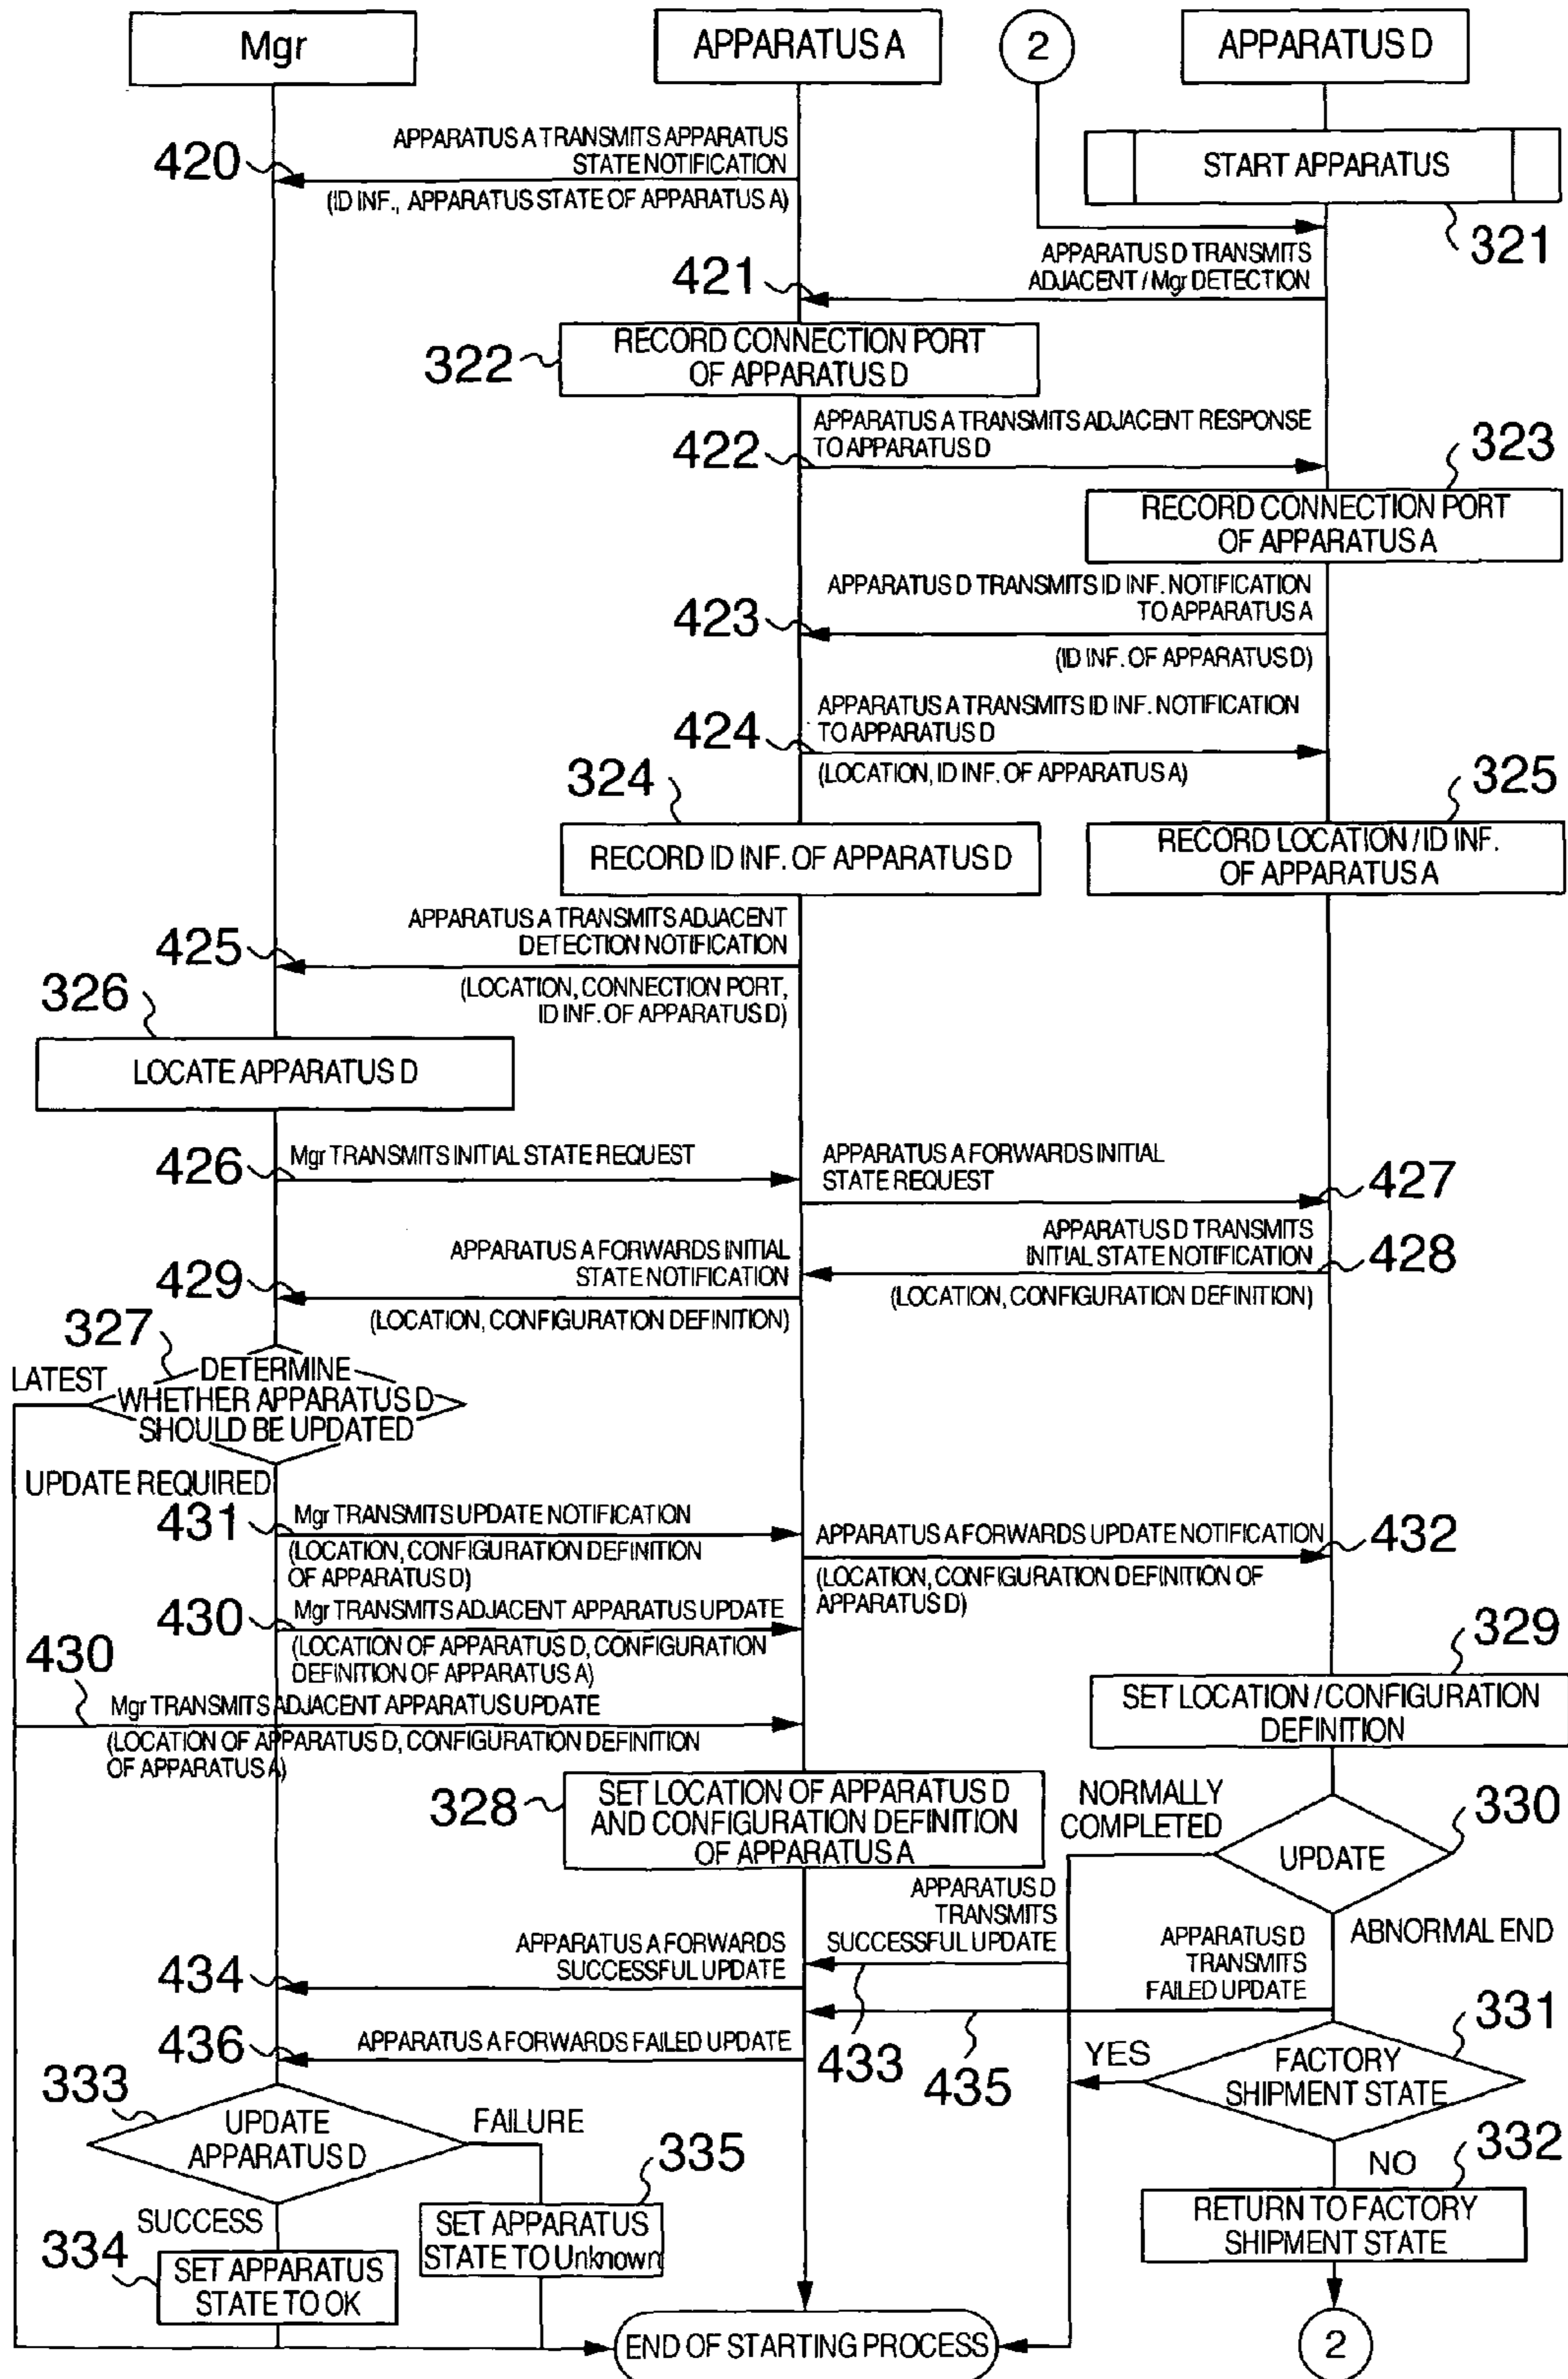 Mgr
APPARATUS A
2
APPARATUS D
APPARATUS A TRANSMITS APPARATUS
STATE NOTIFICATION
420
(ID INF., APPARATUS STATE OF APPARATUS A)
START APPARATUS
321
APPARATUS D TRANSMITS
ADJACENT / Mgr DETECTION
421
RECORD CONNECTION PORT
OF APPARATUS D
322
APPARATUS A TRANSMITS ADJACENT RESPONSE
TO APPARATUS D
422
323
RECORD CONNECTION PORT
OF APPARATUS A
APPARATUS D TRANSMITS ID INF. NOTIFICATION
TO APPARATUS A
423
(ID INF. OF APPARATUS D)
APPARATUS A TRANSMITS ID INF. NOTIFICATION
TO APPARATUS D
424
(LOCATION, ID INF. OF APPARATUS A)
324
325
RECORD ID INF. OF APPARATUS D
RECORD LOCATION / ID INF.
OF APPARATUS A
APPARATUS A TRANSMITS ADJACENT
DETECTION NOTIFICATION
425
(LOCATION, CONNECTION PORT,
ID INF. OF APPARATUS D)
326
LOCATE APPARATUS D
426
Mgr TRANSMITS INITIAL STATE REQUEST
APPARATUS A FORWARDS INITIAL
STATE REQUEST
427
APPARATUS D TRANSMITS
INITIAL STATE NOTIFICATION
428
(LOCATION, CONFIGURATION DEFINITION)
APPARATUS A FORWARDS INITIAL
STATE NOTIFICATION
429
(LOCATION, CONFIGURATION DEFINITION)
327
LATEST
DETERMINE
WHETHER APPARATUS D
SHOULD BE UPDATED
UPDATE REQUIRED
431
Mgr TRANSMITS UPDATE NOTIFICATION
(LOCATION, CONFIGURATION DEFINITION
OF APPARATUS D)
APPARATUS A FORWARDS UPDATE NOTIFICATION
432
(LOCATION, CONFIGURATION DEFINITION OF
APPARATUS D)
430
Mgr TRANSMITS ADJACENT APPARATUS UPDATE
(LOCATION OF APPARATUS D, CONFIGURATION
DEFINITION OF APPARATUS A)
430
Mgr TRANSMITS ADJACENT APPARATUS UPDATE
(LOCATION OF APPARATUS D, CONFIGURATION DEFINITION
OF APPARATUS A)
329
SET LOCATION / CONFIGURATION
DEFINITION
328
SET LOCATION OF APPARATUS D
AND CONFIGURATION DEFINITION
OF APPARATUS A
NORMALLY
COMPLETED
330
UPDATE
ABNORMAL END
APPARATUS D
TRANSMITS
SUCCESSFUL UPDATE
433
APPARATUS A FORWARDS
SUCCESSFUL UPDATE
434
APPARATUS D
TRANSMITS
FAILED UPDATE
435
436
APPARATUS A FORWARDS FAILED UPDATE
331
YES
FACTORY
SHIPMENT STATE
NO
333
UPDATE
APPARATUS D
FAILURE
335
SET APPARATUS
STATE TO Unknown
SUCCESS
334
SET APPARATUS
STATE TO OK
332
RETURN TO FACTORY
SHIPMENT STATE
END OF STARTING PROCESS
2